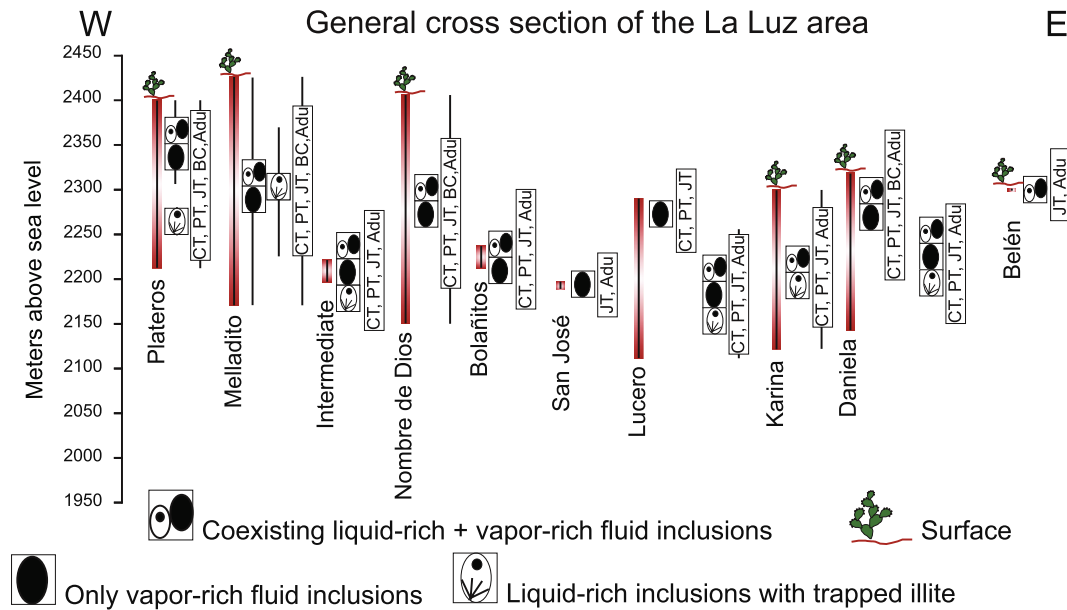 W
General cross section of the La Luz area
E
Meters above sea level
2450
2400
2350
2300
2250
2200
2150
2100
2050
2000
1950
Plateros
CT, PT, JT, BC,Adu
Melladito
CT, PT, JT, BC,Adu
Intermediate
CT, PT, JT, Adu
Nombre de Dios
CT, PT, JT, BC,Adu
Bolañitos
CT, PT, JT, Adu
San José
JT, Adu
Lucero
CT, PT, JT
CT, PT, JT, Adu
Karina
CT, PT, JT, Adu
Daniela
CT, PT, JT, BC,Adu
CT, PT, JT, Adu
Belén
JT, Adu
Coexisting liquid-rich + vapor-rich fluid inclusions
Surface
Only vapor-rich fluid inclusions
Liquid-rich inclusions with trapped illite